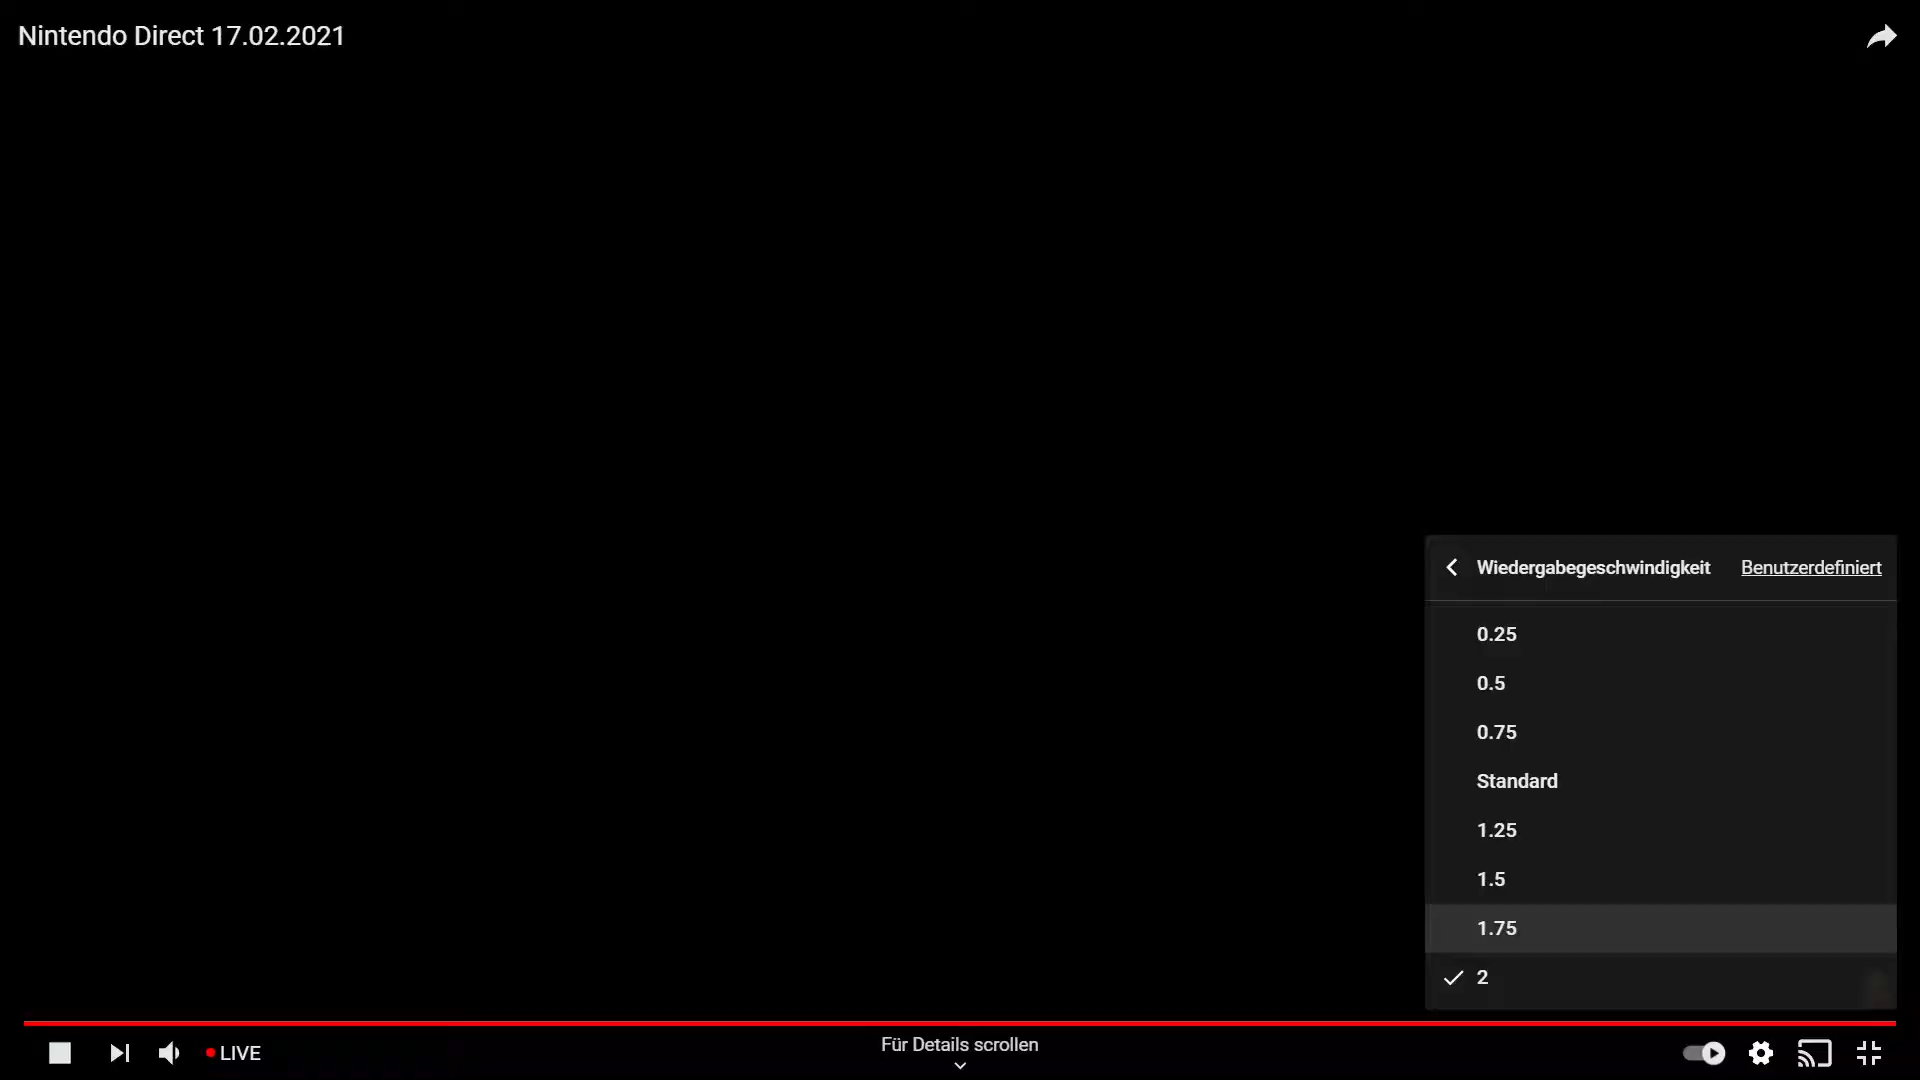 Nintendo Direct 17.02.2021
Wiedergabegeschwindigkeit Benutzerdefiniert
0.25
0.5
0.75
Standard
1.25
1.5
1.75
2
LIVE
Für Details scrollen